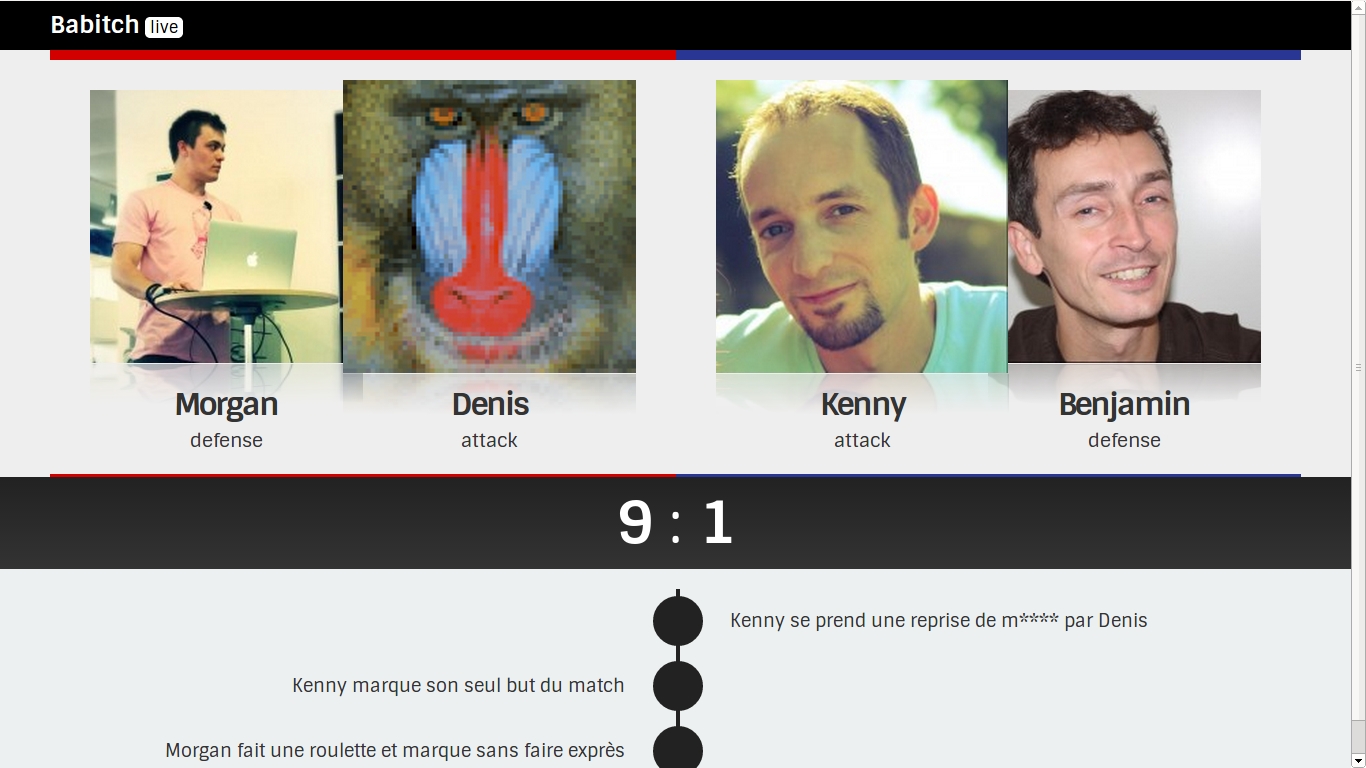 Babitch live
Morgan
Denis
Kenny
Benjamin
defense
attack
attack
defense
9 : 1
Kenny se prend une reprise de m**** par Denis
Kenny marque son seul but du match
Morgan fait une roulette et marque sans faire exprès